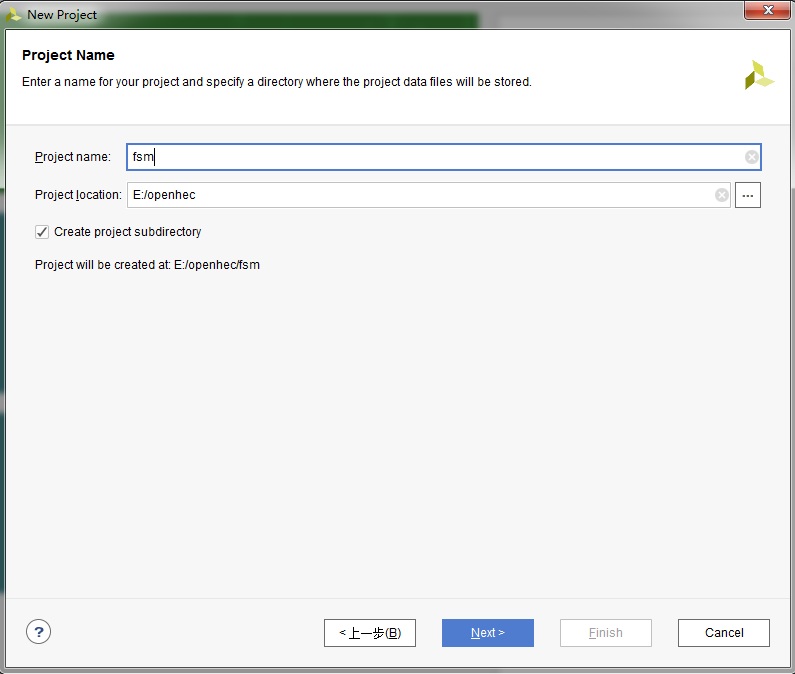 New Project
Project Name
Enter a name for your project and specify a directory where the project data files will be stored.
Project name: fsm
Project location: E:/openhec ...
Create project subdirectory
Project will be created at: E:/openhec/fsm
? < 上一步(B) Next > Finish Cancel